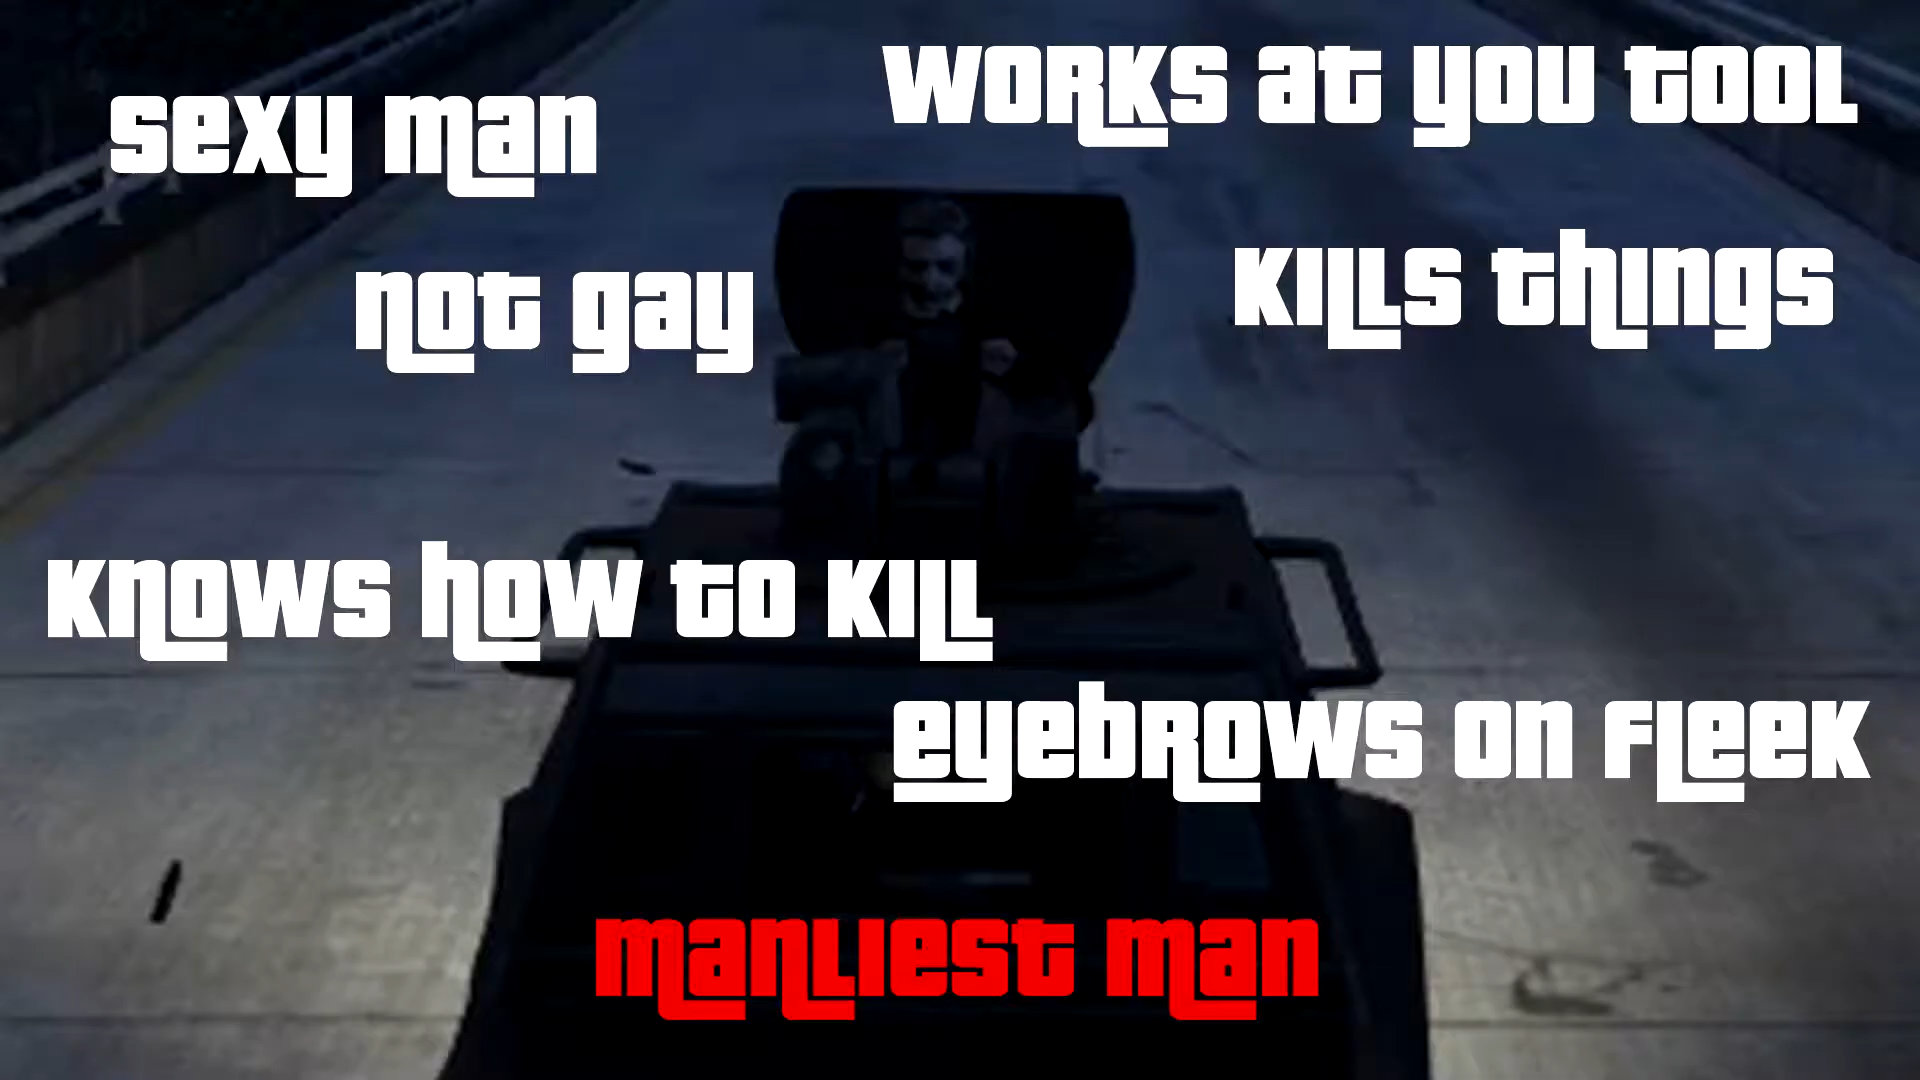 sexy man
works at you tool
not gay
kills things
knows how to kill
eyebrows on fleek
manliest man